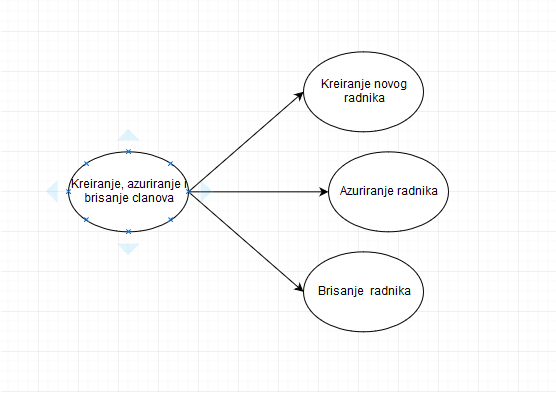 Kreiranje novog
radnika
Kreiranje, azuriranje i
brisanje clanova
Azuriranje radnika
Brisanje radnika